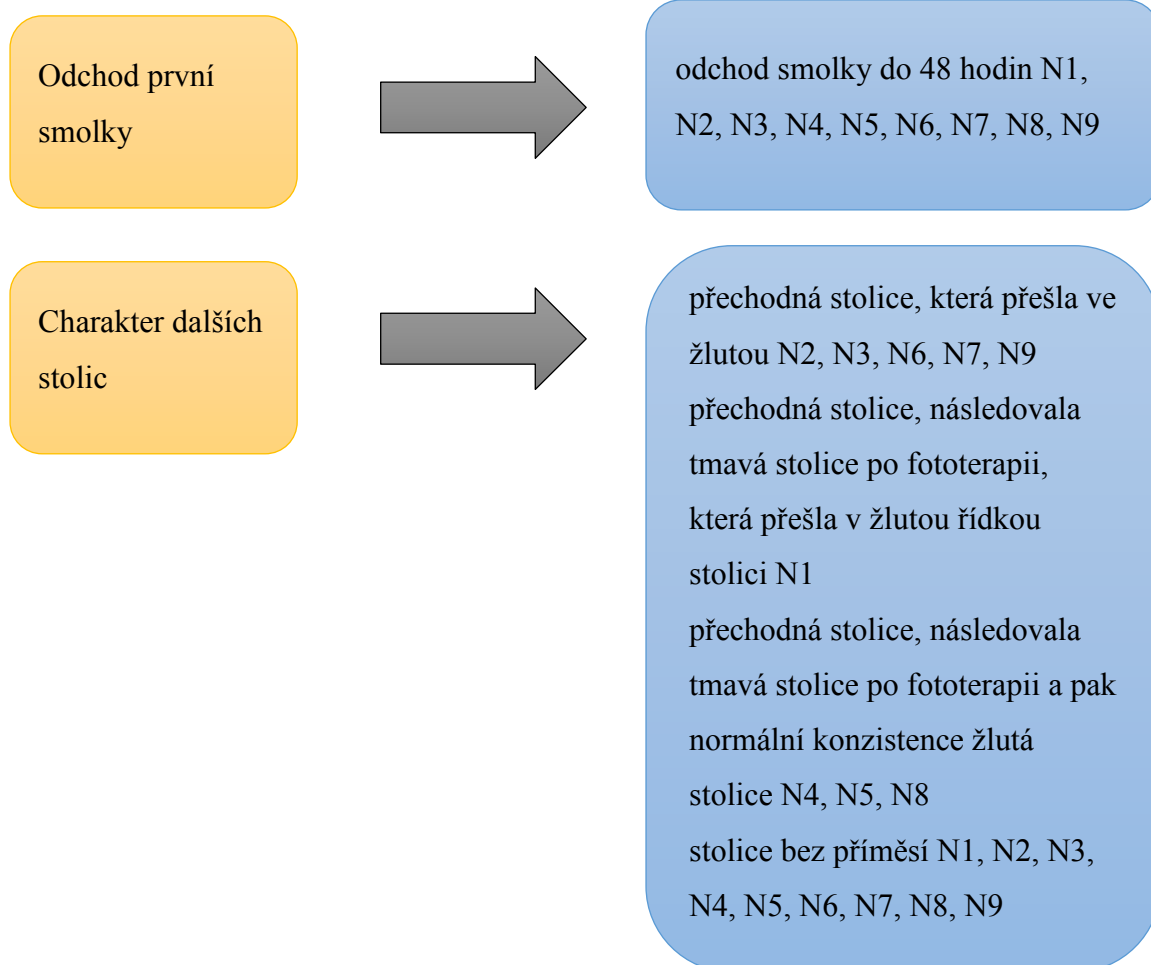 Odchod první
smolky
odchod smolky do 48 hodin N1,
N2, N3, N4, N5, N6, N7, N8, N9
Charakter dalších
stolic
přechodná stolice, která přešla ve
žlutou N2, N3, N6, N7, N9
přechodná stolice, následovala
tmavá stolice po fototerapii,
která přešla v žlutou řídkou
stolici N1
přechodná stolice, následovala
tmavá stolice po fototerapii a pak
normální konzistence žlutá
stolice N4, N5, N8
stolice bez příměsí N1, N2, N3,
N4, N5, N6, N7, N8, N9